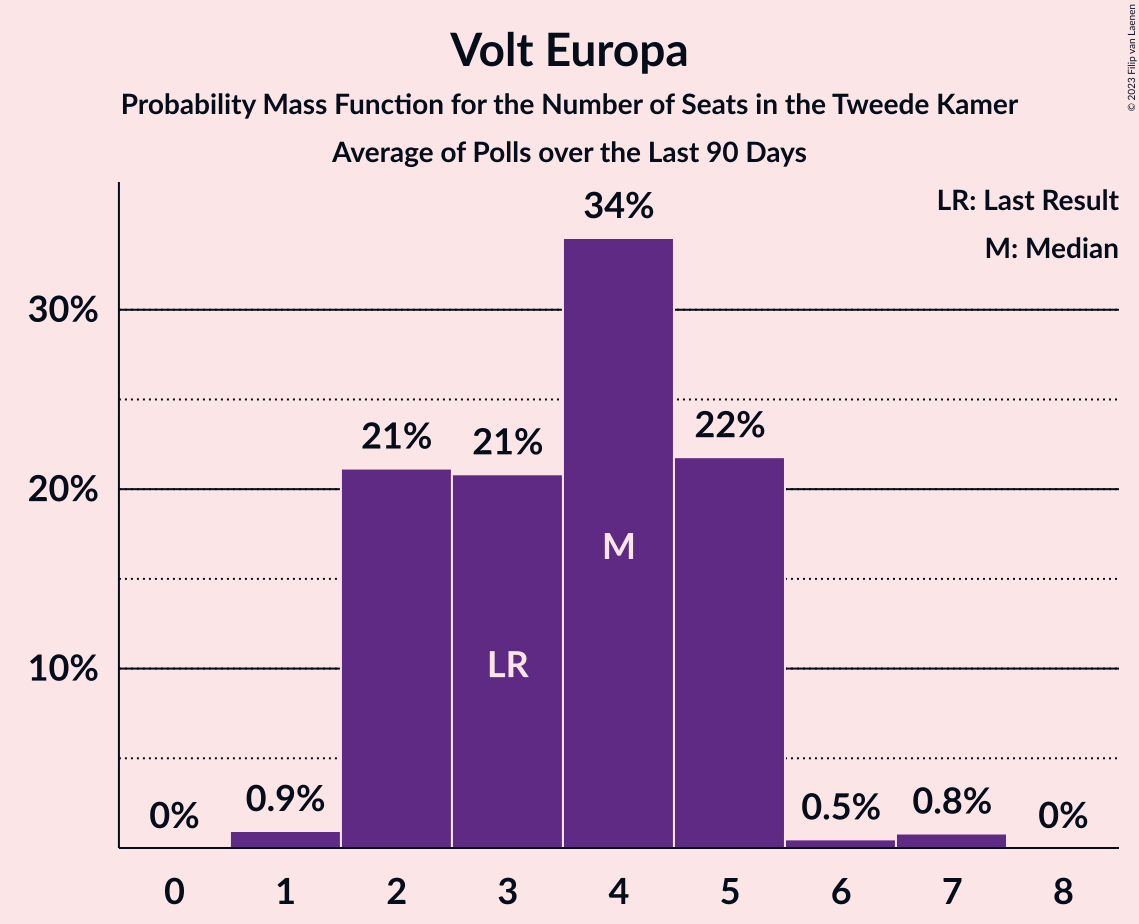 Volt Europa
Probability Mass Function for the Number of Seats in the Tweede Kamer
Average of Polls over the Last 90 Days
© 2023 Filip van Laenen
LR: Last Result
M: Median
34%
30%
22%
21%
21%
20%
M
LR
10%
0%
0.9%
0.5%
0.8%
0%
0 1 2 3 4 5 6 7 8